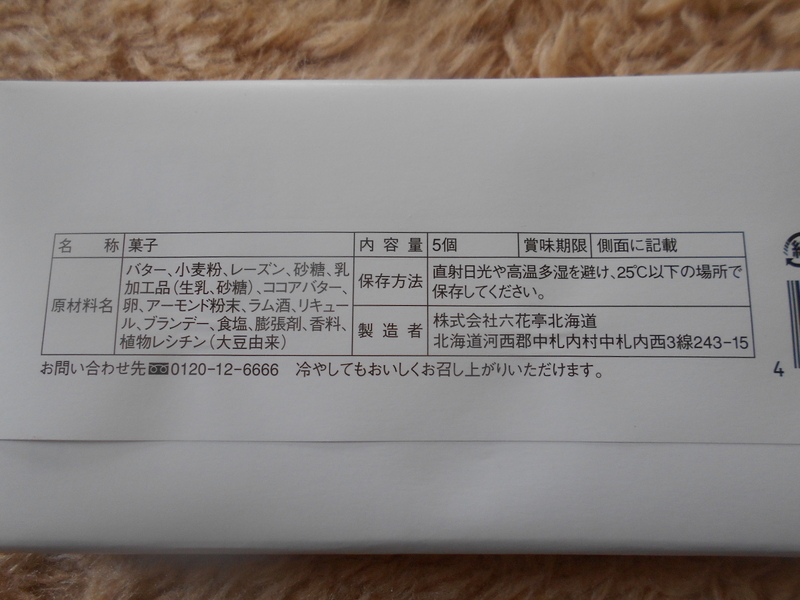 名 称 菓子 内 容 量 5個 賞味期限 側面に記載
原材料名
バター、小麦粉、レーズン、砂糖、乳
加工品（生乳、砂糖）、ココアバター、
卵、アーモンド粉末、ラム酒、リキュー
ル、ブランデー、食塩、膨張剤、香料、
植物レシチン（大豆由来）
保存方法
直射日光や高温多湿を避け、25℃以下の場所で
保存してください。
製 造 者
株式会社六花亭北海道
北海道河西郡中札内村中札内西3線243-15
お問い合わせ先 0120-12-6666 冷やしてもおいしくお召し上がりいただけます。
4